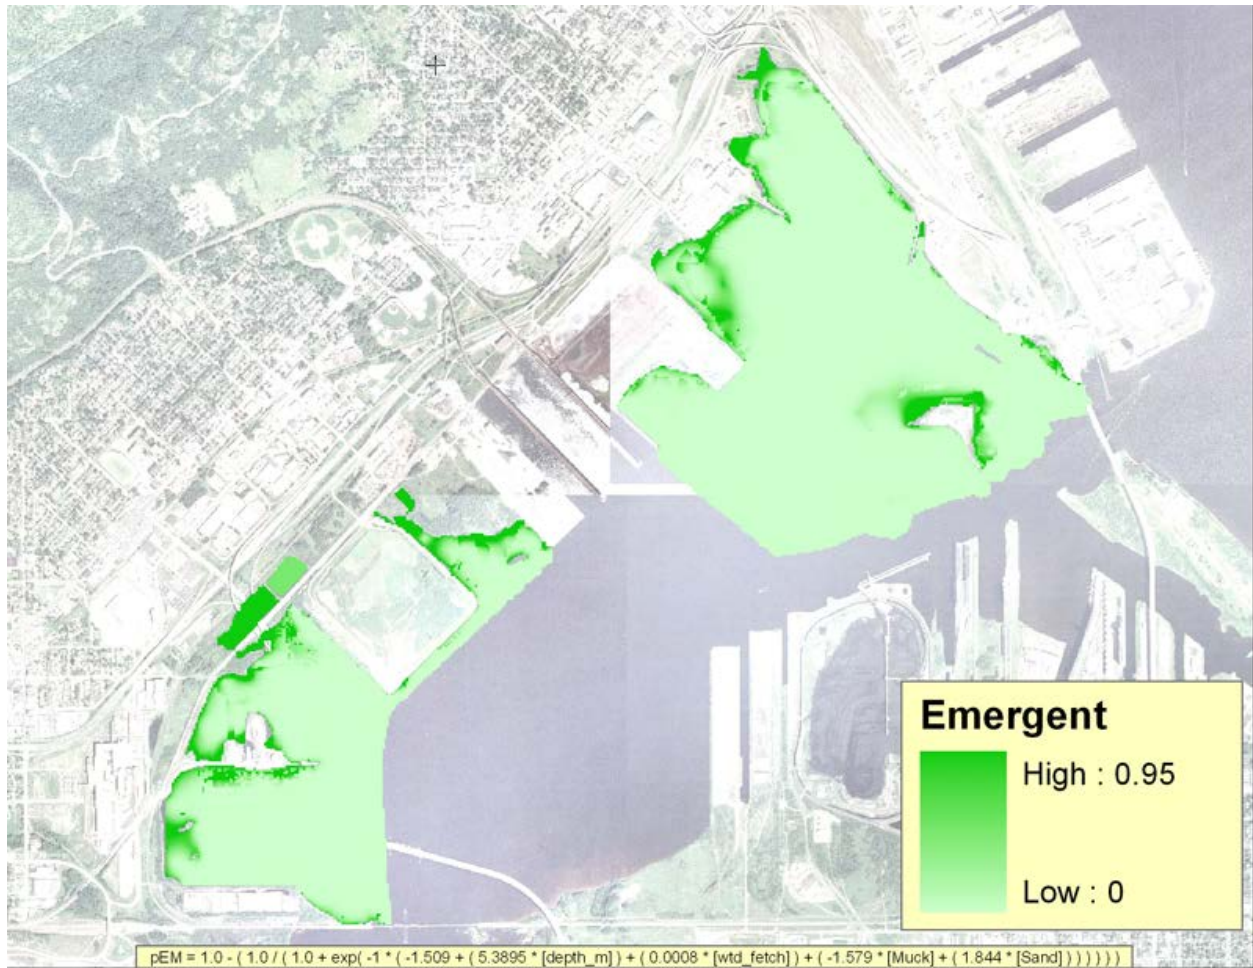 Emergent
High : 0.95
Low : 0
pEM = 1.0 - ( 1.0 / ( 1.0 + exp( -1 * ( -1.509 + ( 5.3895 * [depth_m] ) + ( 0.0008 * [wtd_fetch] ) + ( -1.579 * [Muck] + ( 1.844 * [Sand] ) ) ) ) ) )